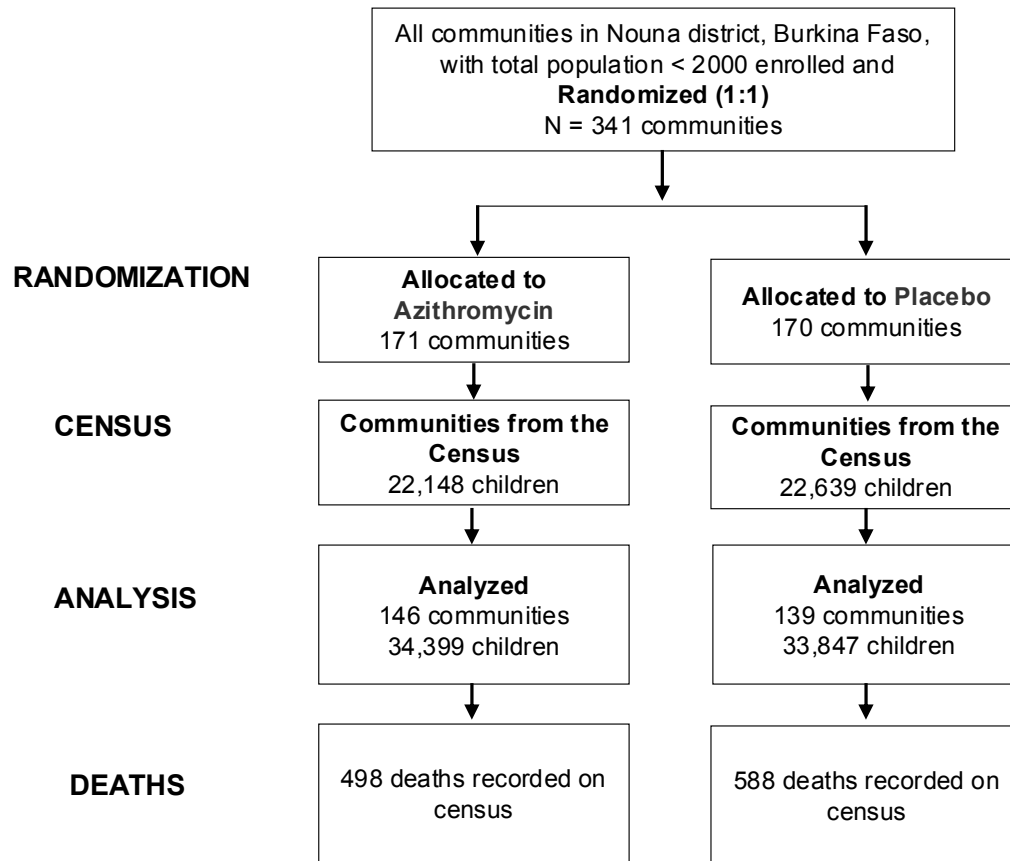 All communities in Nouna district, Burkina Faso,
with total population < 2000 enrolled and
Randomized (1:1)
N = 341 communities
RANDOMIZATION
Allocated to
Azithromycin
171 communities
Allocated to Placebo
170 communities
CENSUS
Communities from the
Census
22,148 children
Communities from the
Census
22,639 children
ANALYSIS
Analyzed
146 communities
34,399 children
Analyzed
139 communities
33,847 children
DEATHS
498 deaths recorded on
census
588 deaths recorded on
census